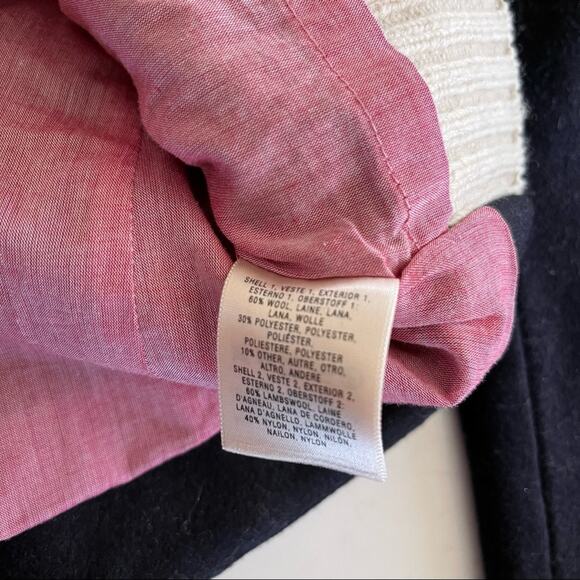 SHELL 1, VESTE 1, EXTERIOR 1,
ESTERNO 1, OBERSTOFF 1:
60% WOOL, LAINE, LANA,
LANA, WOLLE
30% POLYESTER, POLYESTER,
POLIÉSTER,
POLIESTERE, POLYESTER
10% OTHER, AUTRE, OTRO,
ALTRO, ANDERE
SHELL 2, VESTE 2, EXTERIOR 2,
ESTERNO 2, OBERSTOFF 2:
60% LAMBSWOOL, LAINE
D'AGNEAU, LANA DE CORDERO,
LANA D'AGNELLO, LAMMWOLLE
40% NYLON, NYLON, NILÓN,
NAILON, NYLON